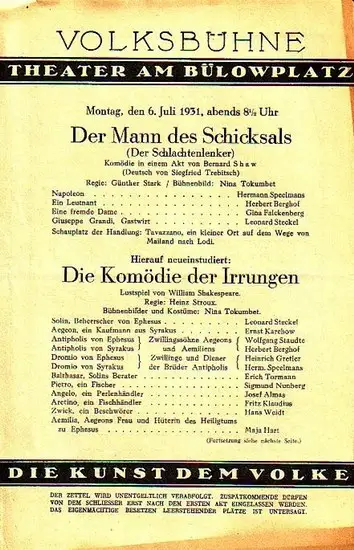 VOLKSBÜHNE
THEATER AM BÜLOWPLATZ
Montag, den 6. Juli 1931, abends 8¼ Uhr
Der Mann des Schicksals
(Der Schlachtenlenker)
Komödie in einem Akt von Bernard Shaw
(Deutsch von Siegfried Trebitsch)
Regie: Günther Stark / Bühnenbild: Nina Tokumbet
Napoleon . . . Hermann Speelmans
Ein Leutnant . . . Herbert Berghof
Eine fremde Dame . . . Gina Falckenberg
Giuseppe Grandi, Gastwirt . . . Leonard Steckel
Schauplatz der Handlung: Tavazzano, ein kleiner Ort auf dem Wege von
Mailand nach Lodi.
Hierauf neueinstudiert:
Die Komödie der Irrungen
Lustspiel von William Shakespeare.
Regie: Heinz Stroux.
Bühnenbilder und Kostüme: Nina Tokumbet.
Solin, Beherrscher von Ephesus . . . Leonard Steckel
Aegeon, ein Kaufmann aus Syrakus . . . Ernst Karchow
Antipholis von Ephesus } Zwillingssöhne Aegeons { Wolfgang Staudte
Antipholis von Syrakus } und Aemiliens { Herbert Berghof
Dromio von Ephesus } Zwillinge und Diener { Heinrich Gretler
Dromio von Syrakus } der Brüder Antipholis { Herm. Speelmans
Balthasar, Solins Berater . . . Erich Tormann
Pietro, ein Fischer . . . Sigmund Nunberg
Angelo, ein Perlenhändler . . . Josef Almas
Aretino, ein Fischhändler . . . Fritz Klaudius
Zwick, ein Beschwörer . . . Hans Weidt
Aemilia, Aegeons Frau und Hüterin des Heiligtums
zu Ephesus . . . Maja Hart
(Fortsetzung siehe nächste Seite.)
DIE KUNST DEM VOLKE
DER ZETTEL WIRD UNENTGELTLICH VERABFOLGT. ZUSPÄTKOMMENDE DÜRFEN
VON DEM SCHLIESSER ERST NACH DEM ERSTEN AKT EINGELASSEN WERDEN.
DAS EIGENMÄCHTIGE BESETZEN LEERSTEHENDER PLÄTZE IST UNTERSAGT.